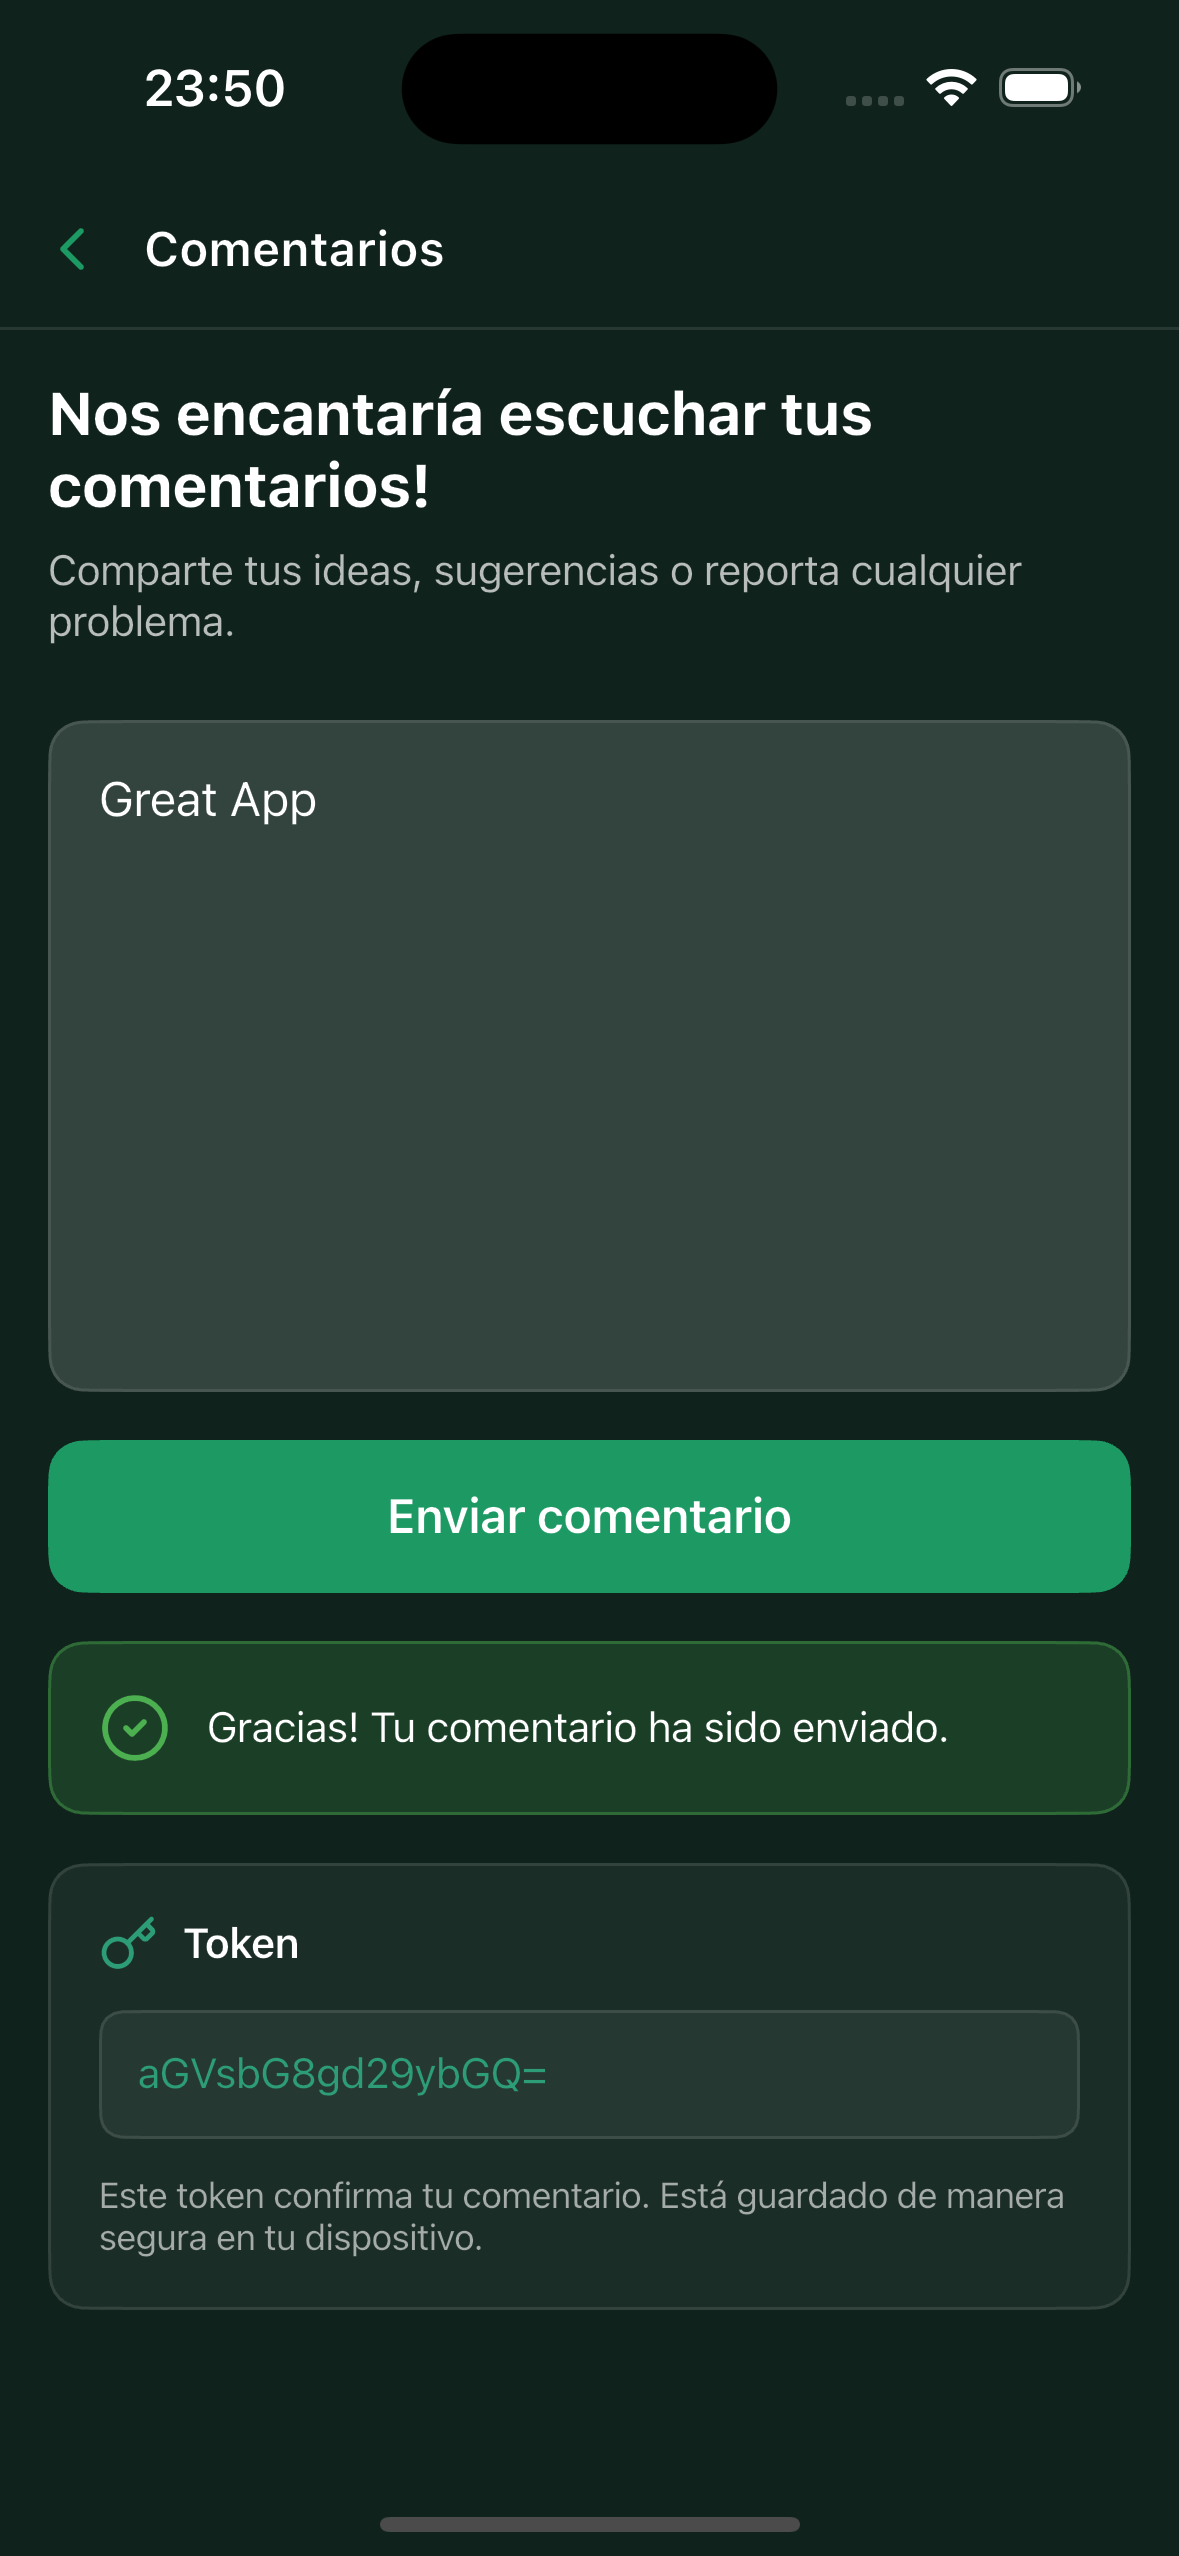 23:50
Comentarios
Nos encantaría escuchar tus
comentarios!
Comparte tus ideas, sugerencias o reporta cualquier
problema.
Great App
Enviar comentario
Gracias! Tu comentario ha sido enviado.
Token
aGVsbG8gd29ybGQ=
Este token confirma tu comentario. Está guardado de manera
segura en tu dispositivo.